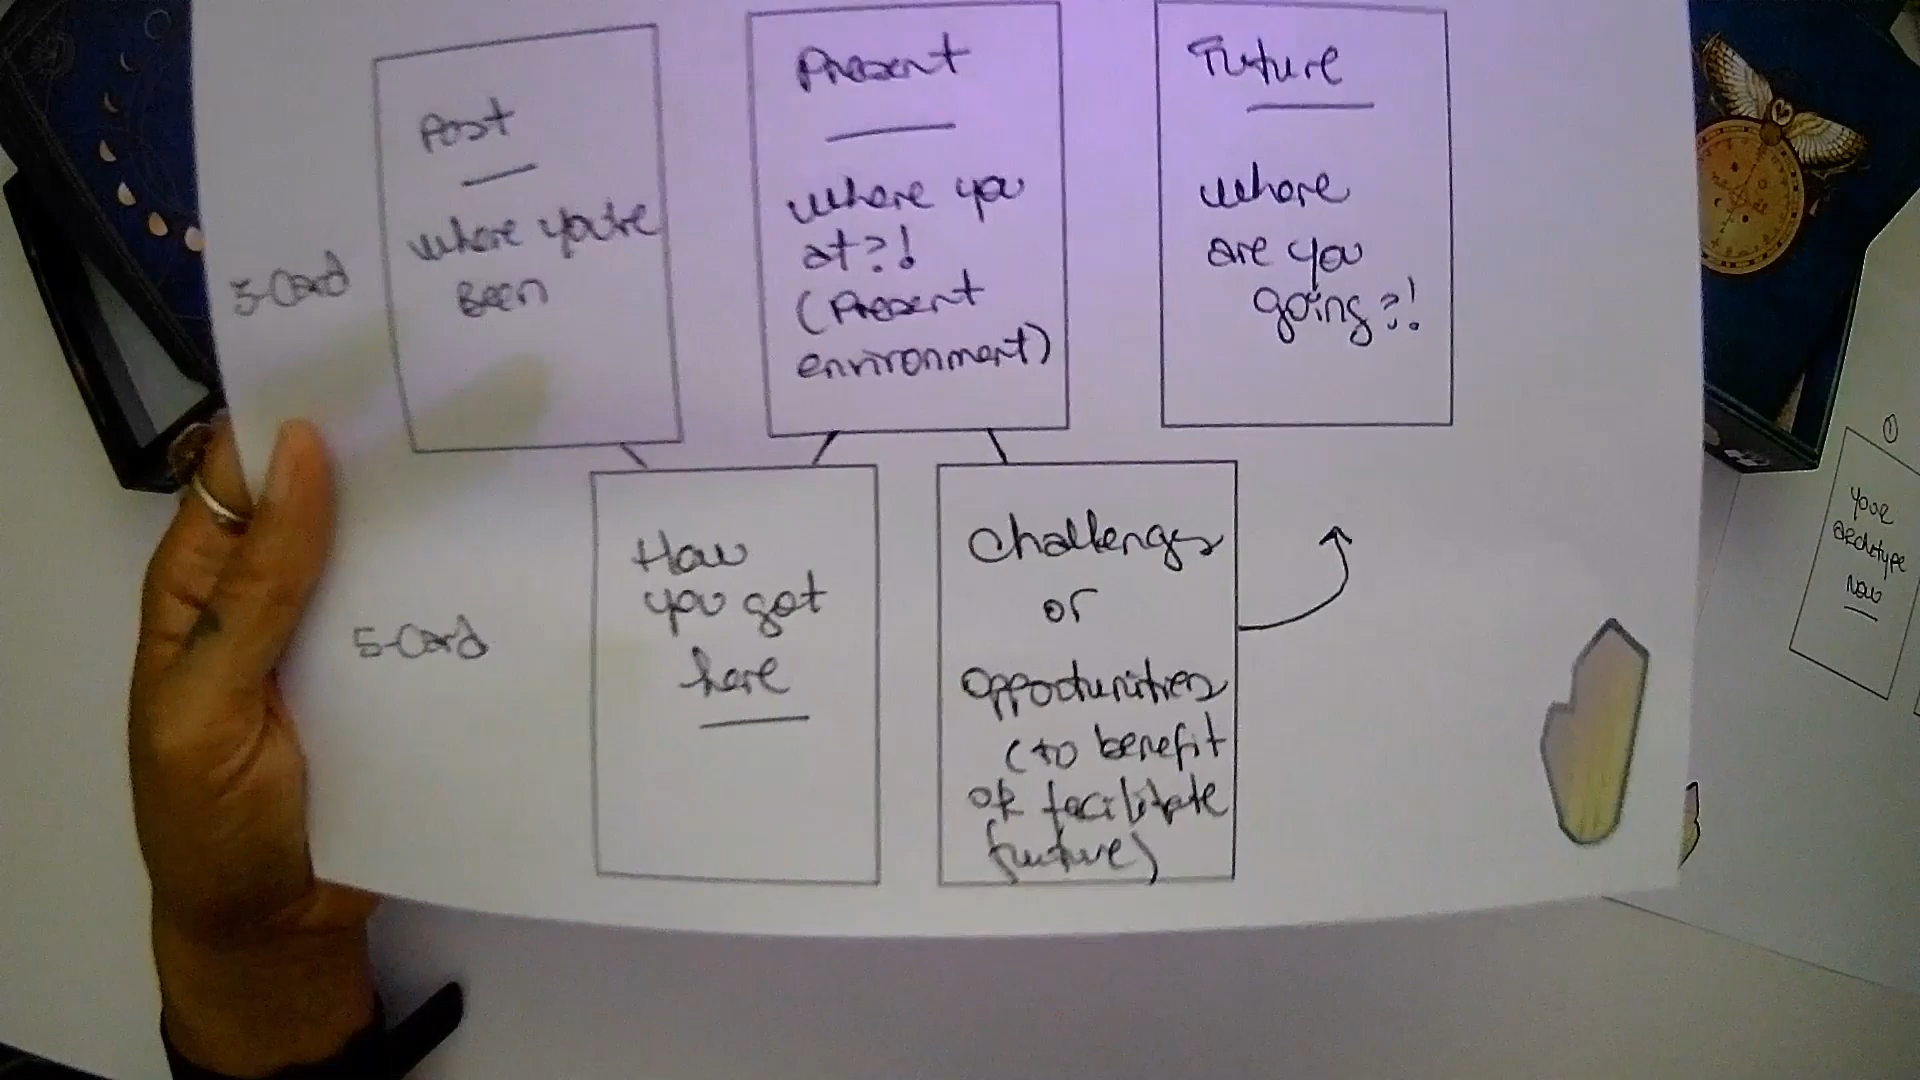 3-Card
Past
where you're
Been
Present
where you
at?!
(Present
environment)
Future
where
are you
going?!
5-Card
How
you got
here
challenges
or
opportunities
(to benefit
or facilitate
future)
1
your
archetype
now